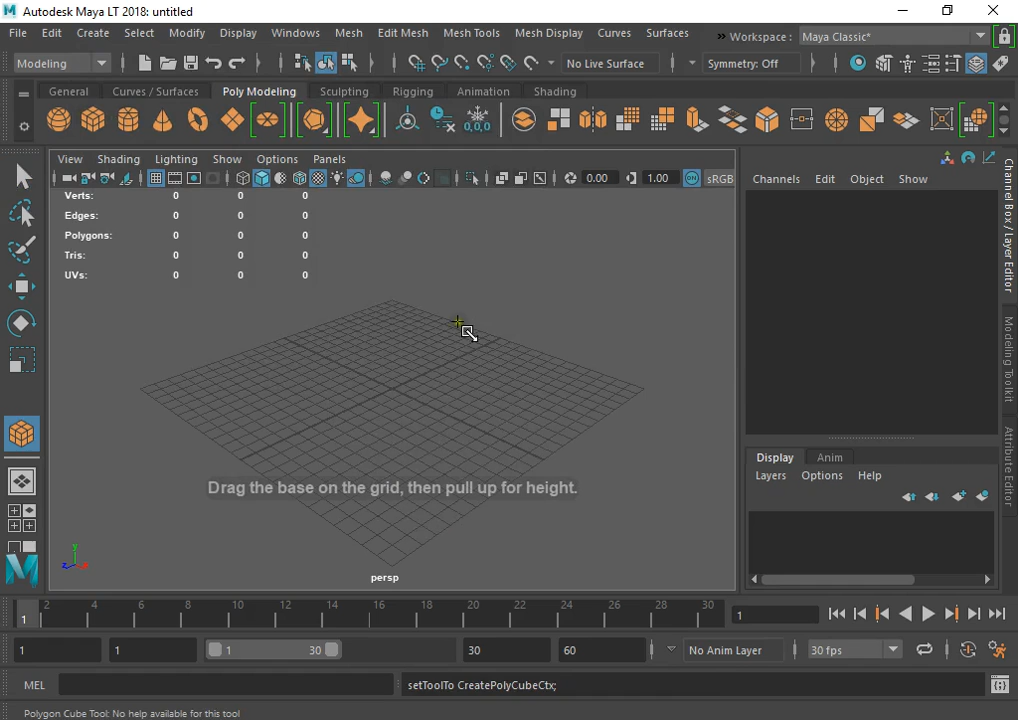 Autodesk Maya LT 2018: untitled
File Edit Create Select Modify Display Windows Mesh Edit Mesh Mesh Tools Mesh Display Curves Surfaces » Workspace : Maya Classic*
Modeling No Live Surface Symmetry: Off
General Curves / Surfaces Poly Modeling Sculpting Rigging Animation Shading
0,0,0
View Shading Lighting Show Options Panels
0.00 1.00 ON sRGB
Channels Edit Object Show
Verts: 0 0 0
Edges: 0 0 0
Polygons: 0 0 0
Tris: 0 0 0
UVs: 0 0 0
Channel Box / Layer Editor
Modeling Toolkit
Attribute Editor
Drag the base on the grid, then pull up for height.
y
z x
persp
Display Anim
Layers Options Help
1 2 4 6 8 10 12 14 16 18 20 22 24 26 28 30 1
1 1 1 30 30 60 No Anim Layer 30 fps
MEL setToolTo CreatePolyCubeCtx;
Polygon Cube Tool: No help available for this tool